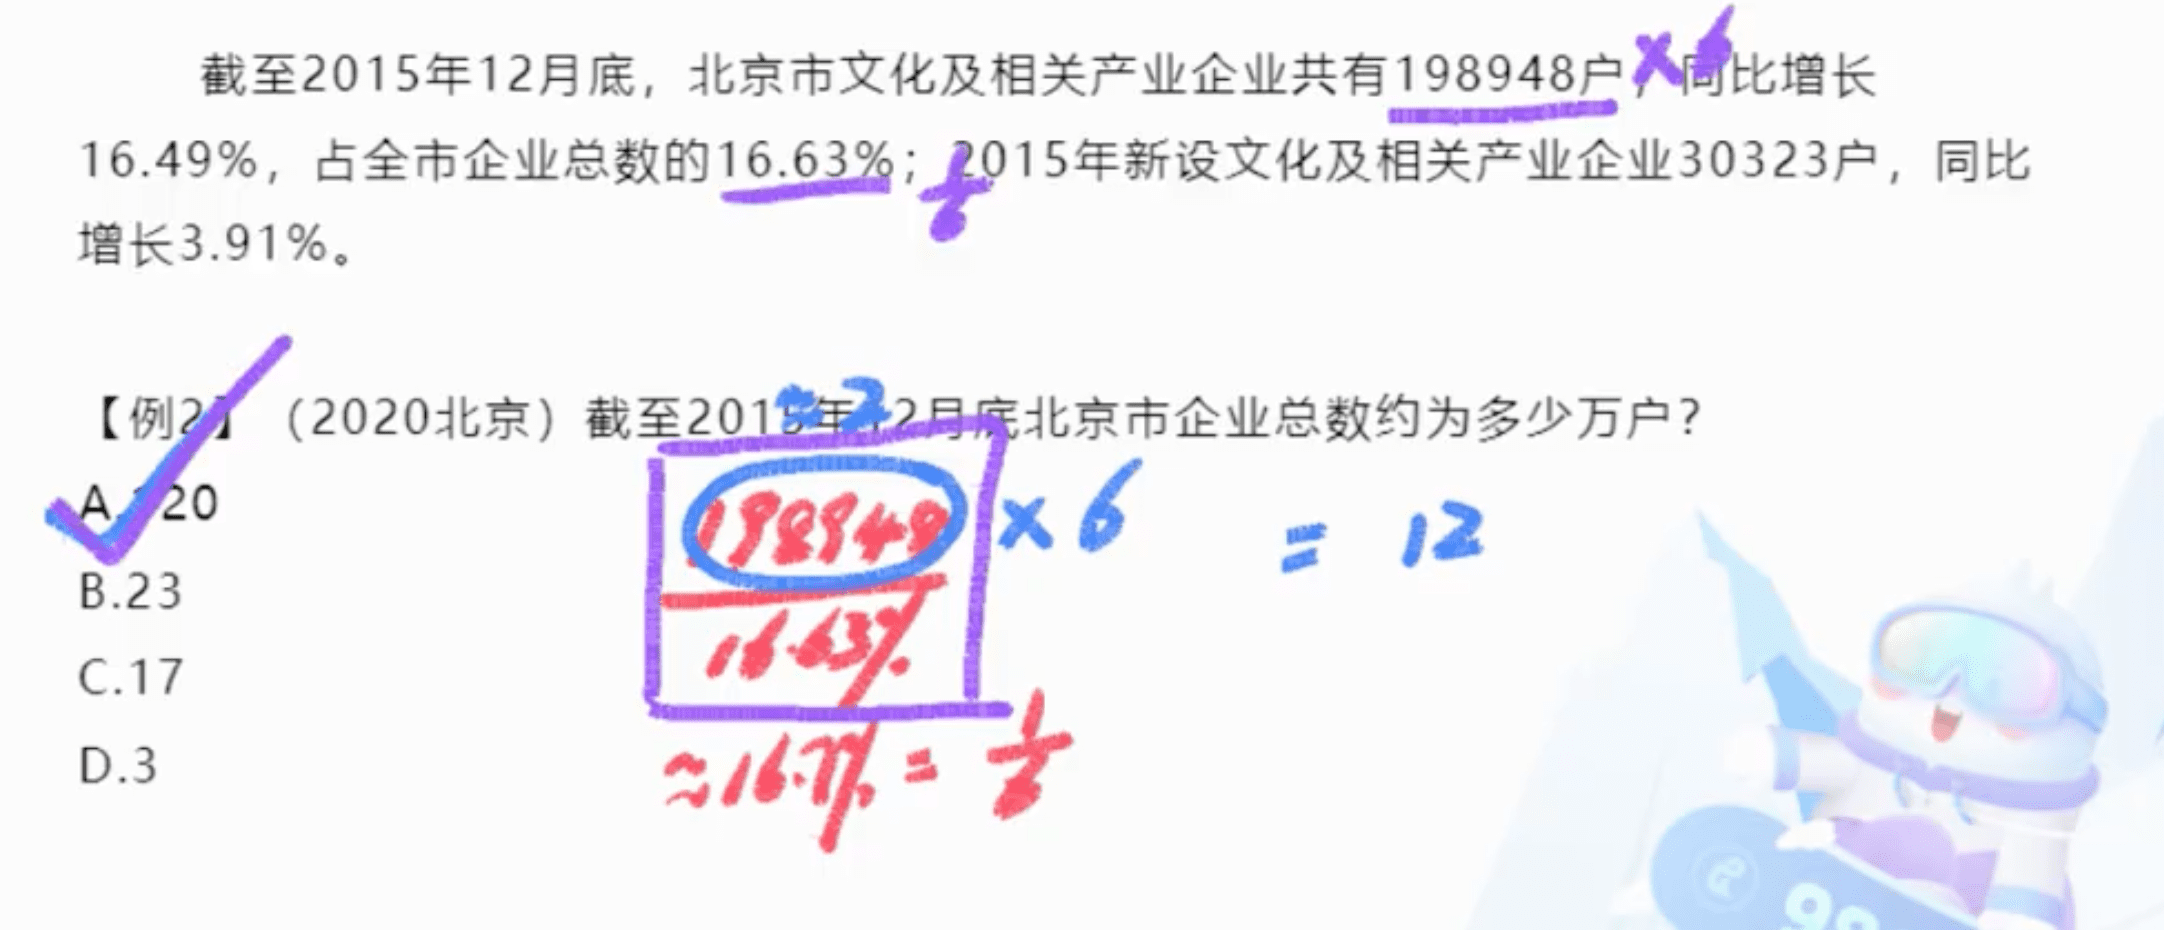 ×6
截至2015年12月底，北京市文化及相关产业企业共有198948户，同比增长
16.49%，占全市企业总数的16.63%；2015年新设文化及相关产业企业30323户，同比
1/6
增长3.91%。
≈2
【例2】（2020北京）截至2015年12月底北京市企业总数约为多少万户？
A.120
198948 ×6 = 12
B.23
16.63%
C.17
D.3
≈16.7% = 1/6